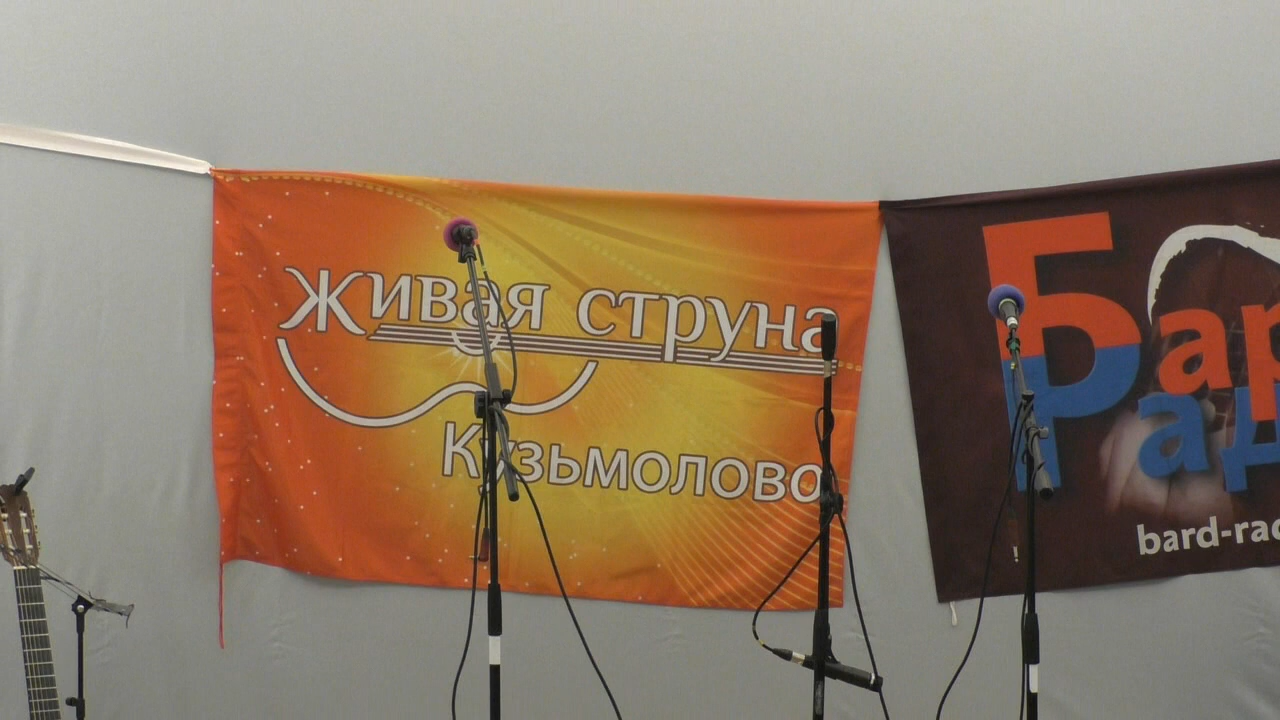 Живая струна
Кузьмолово
Бар
Рад
bard-rad